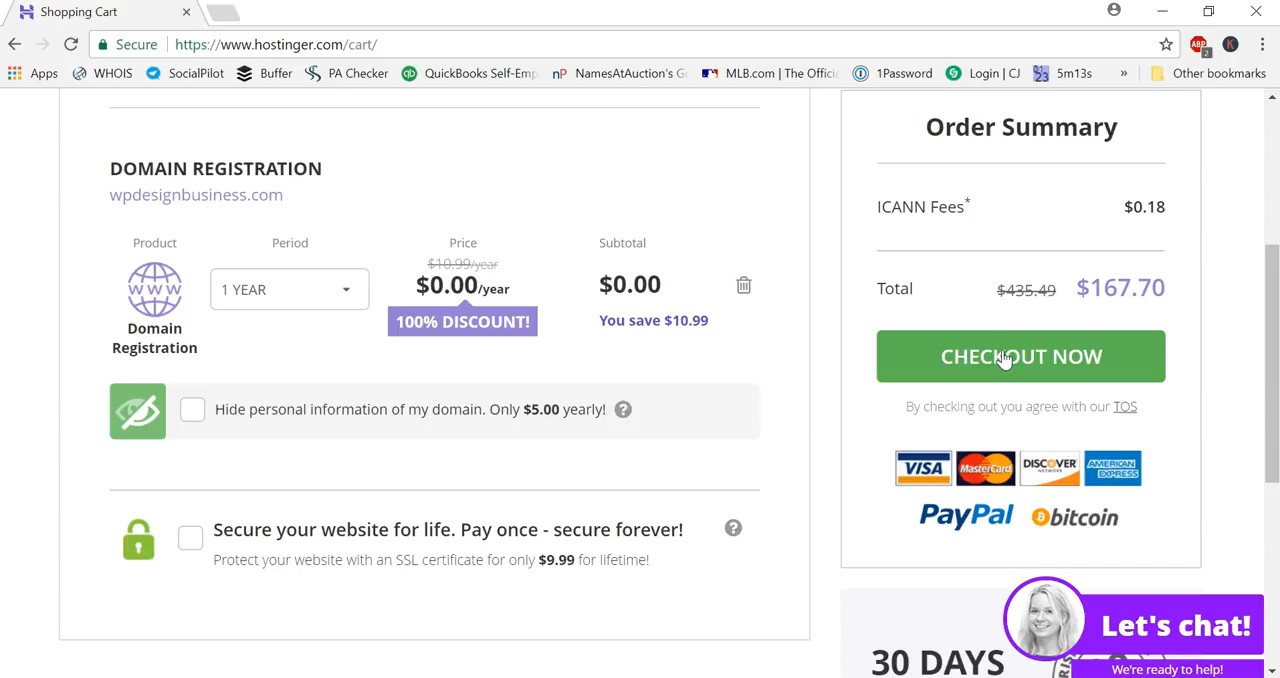 Shopping Cart
Secure
https://www.hostinger.com/cart/
ABP
2
K
Apps
WHOIS
SocialPilot
Buffer
PA Checker
QuickBooks Self-Emp
NamesAtAuction's G
MLB.com | The Officia
1Password
Login | CJ
5m13s
»
Other bookmarks
DOMAIN REGISTRATION
wpdesignbusiness.com
Product
Period
Price
Subtotal
WWW
Domain
Registration
1 YEAR
$10.99/year
$0.00/year
100% DISCOUNT!
$0.00
You save $10.99
Hide personal information of my domain. Only $5.00 yearly! ?
Secure your website for life. Pay once - secure forever! ?
Protect your website with an SSL certificate for only $9.99 for lifetime!
Order Summary
ICANN Fees* $0.18
Total $435.49 $167.70
CHECKOUT NOW
By checking out you agree with our TOS
VISA MasterCard DISCOVER NETWORK AMERICAN EXPRESS
PayPal bitcoin
30 DAYS
Let's chat!
We're ready to help!